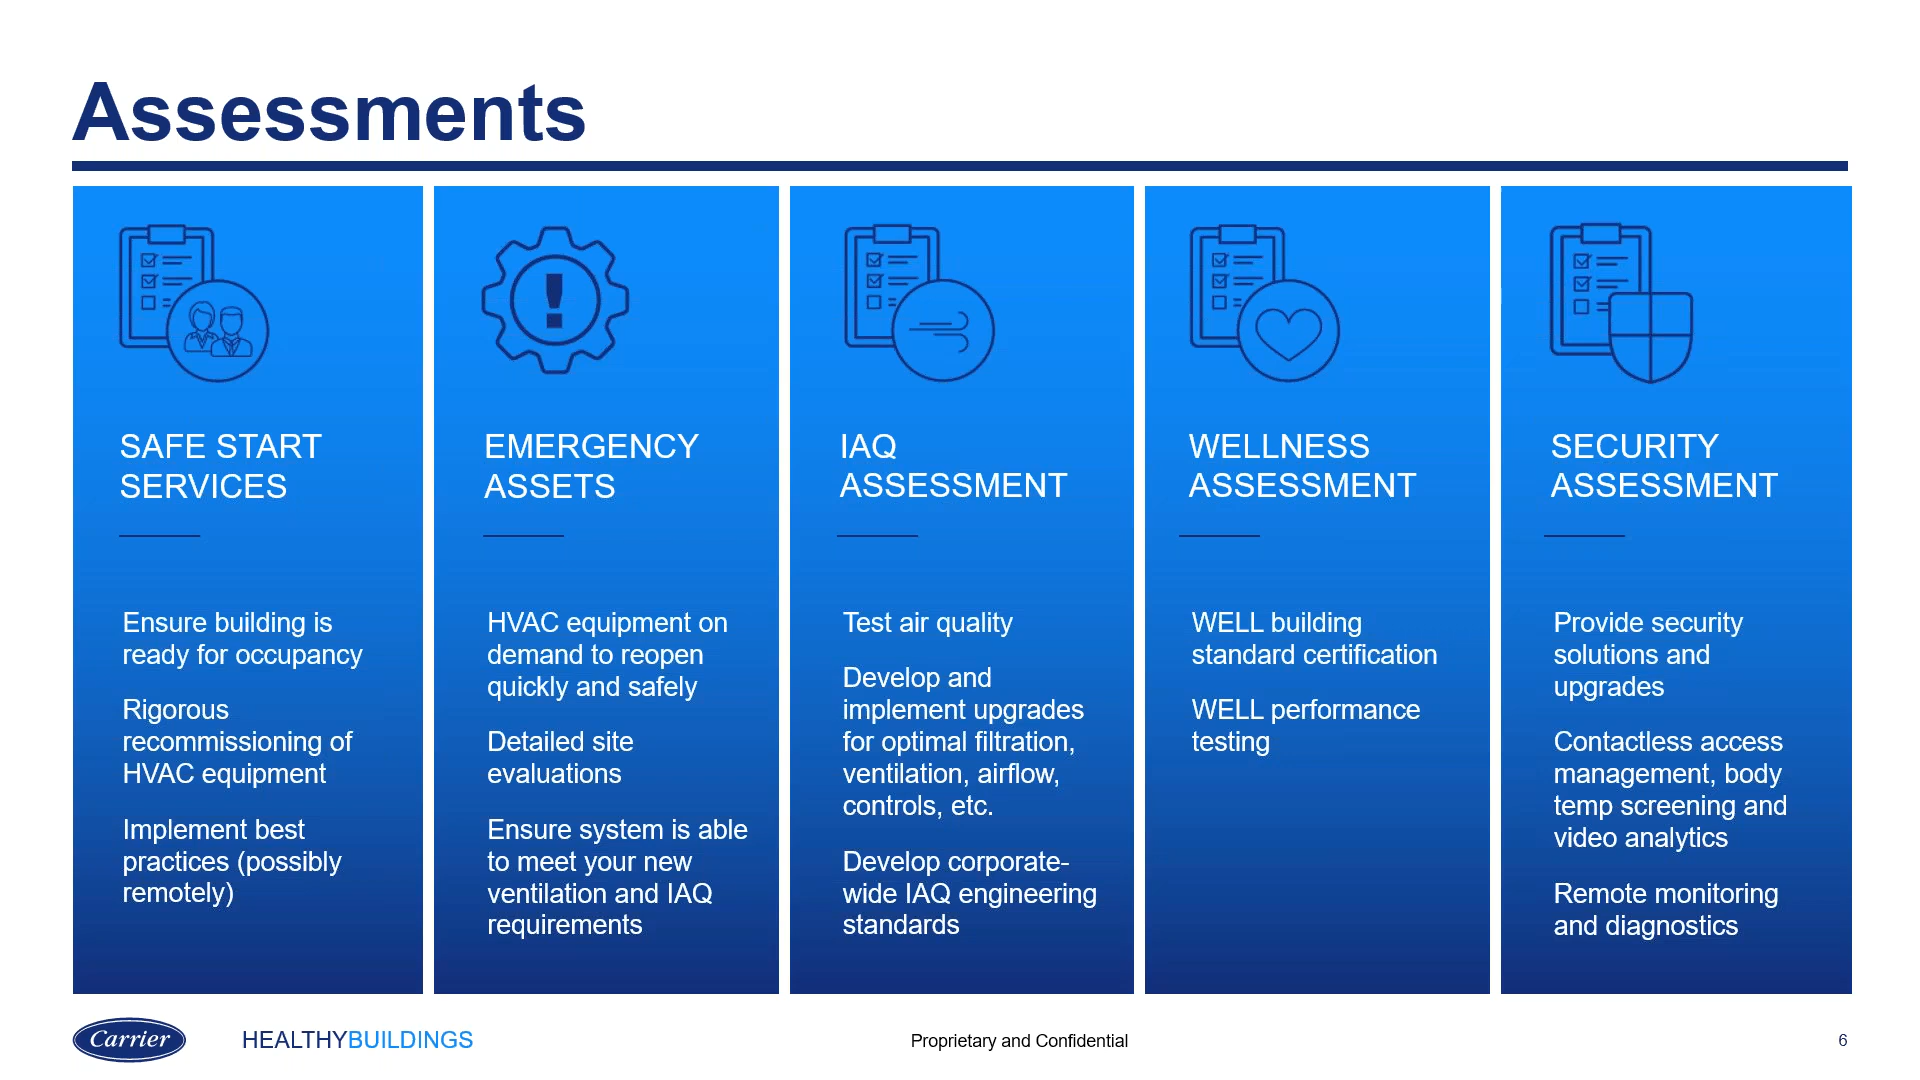 Assessments
SAFE START
SERVICES
Ensure building is
ready for occupancy
Rigorous
recommissioning of
HVAC equipment
Implement best
practices (possibly
remotely)
EMERGENCY
ASSETS
HVAC equipment on
demand to reopen
quickly and safely
Detailed site
evaluations
Ensure system is able
to meet your new
ventilation and IAQ
requirements
IAQ
ASSESSMENT
Test air quality
Develop and
implement upgrades
for optimal filtration,
ventilation, airflow,
controls, etc.
Develop corporate-
wide IAQ engineering
standards
WELLNESS
ASSESSMENT
WELL building
standard certification
WELL performance
testing
SECURITY
ASSESSMENT
Provide security
solutions and
upgrades
Contactless access
management, body
temp screening and
video analytics
Remote monitoring
and diagnostics
Carrier
HEALTHYBUILDINGS
Proprietary and Confidential
6